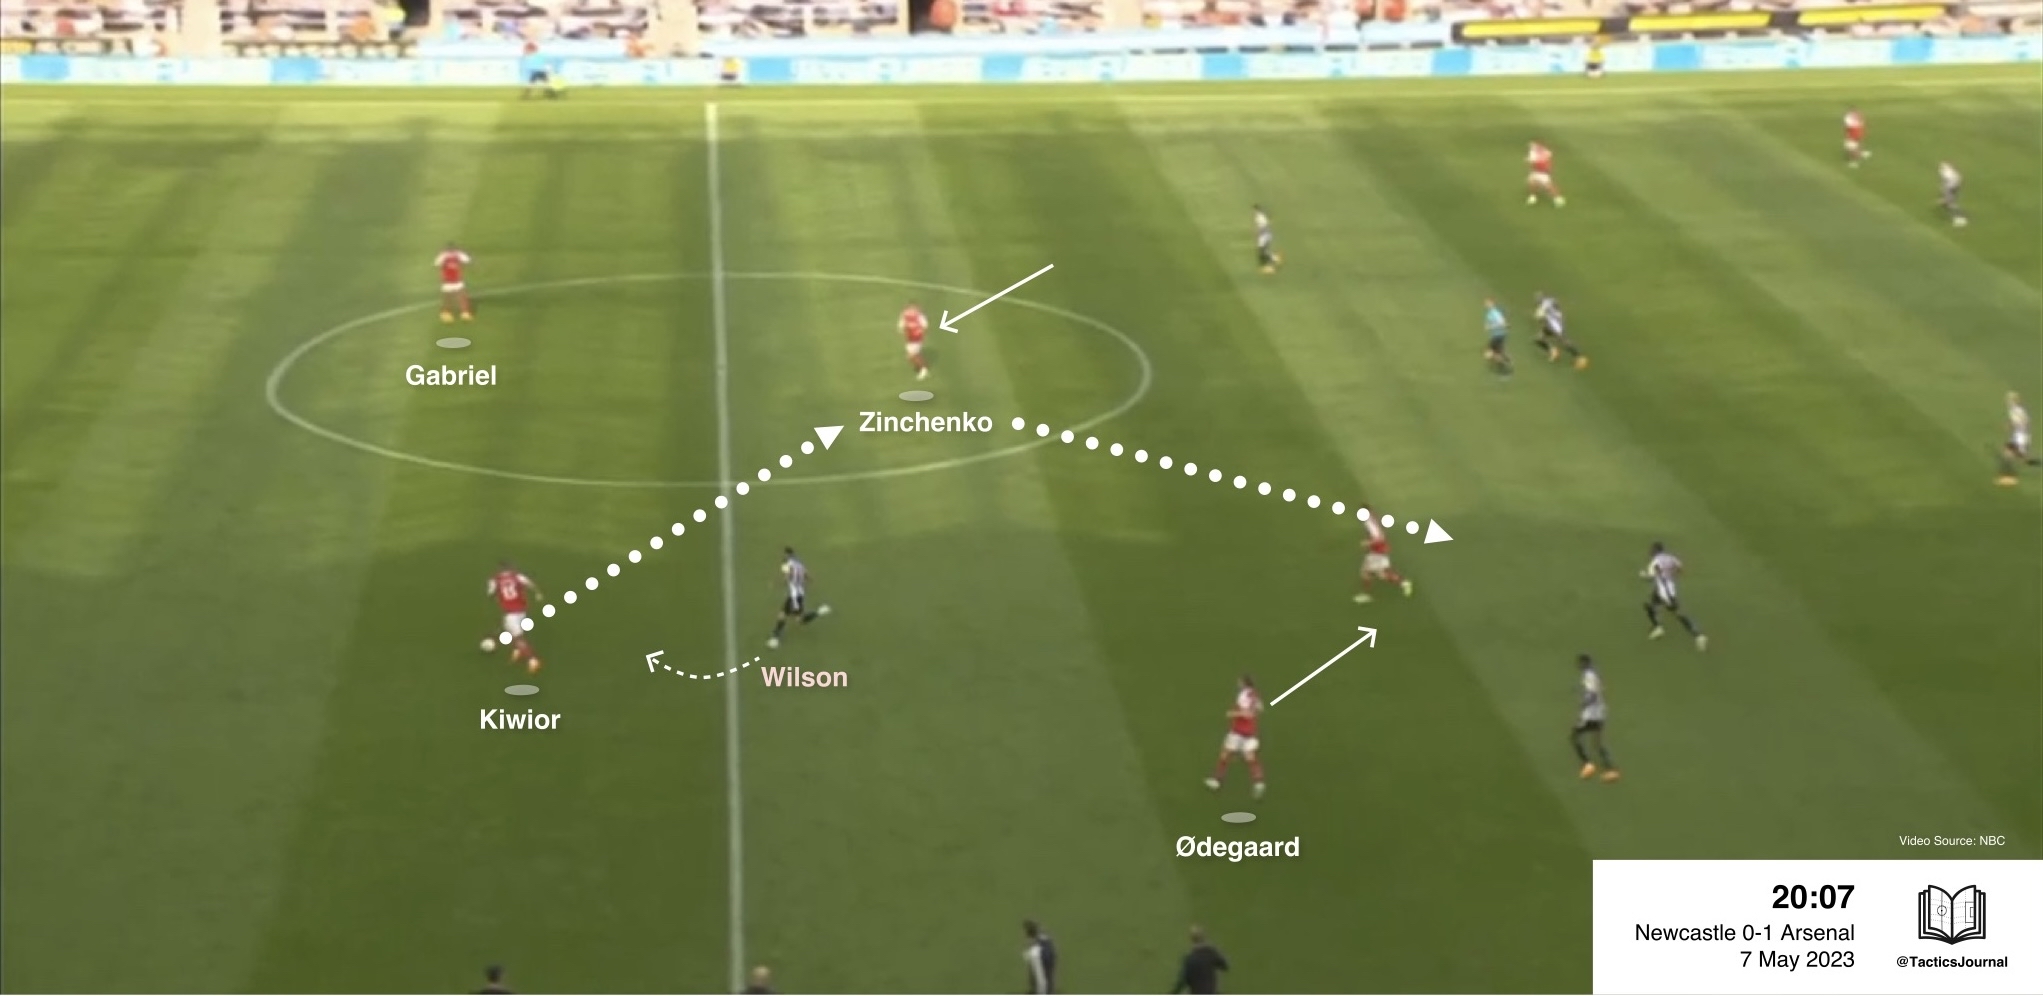 Gabriel
Zinchenko
Wilson
Kiwior
Ødegaard
Video Source: NBC
20:07
Newcastle 0-1 Arsenal
7 May 2023
@TacticsJournal